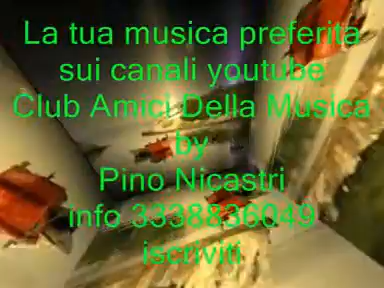 La tua musica preferita
sui canali youtube
Club Amici Della Musica
by
Pino Nicastri
info 3338836049
iscriviti